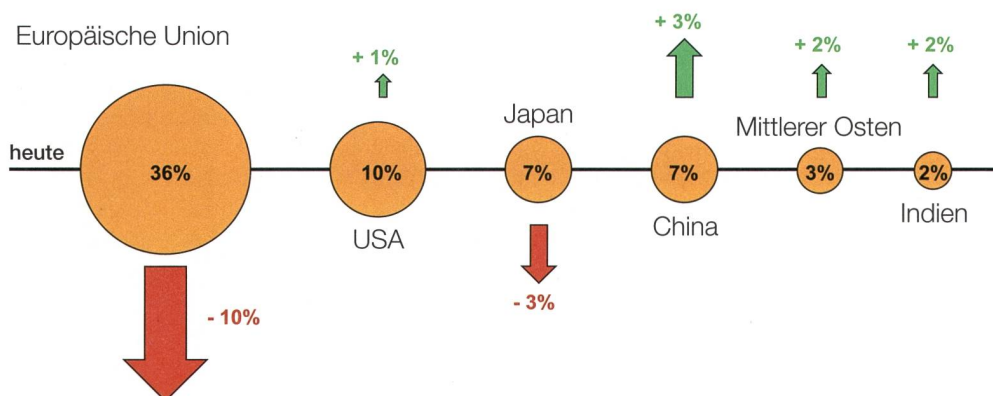 Europäische Union
+ 1%
+ 3%
+ 2%
+ 2%
Japan
Mittlerer Osten
heute
36%
10%
7%
7%
3%
2%
USA
China
Indien
- 10%
- 3%